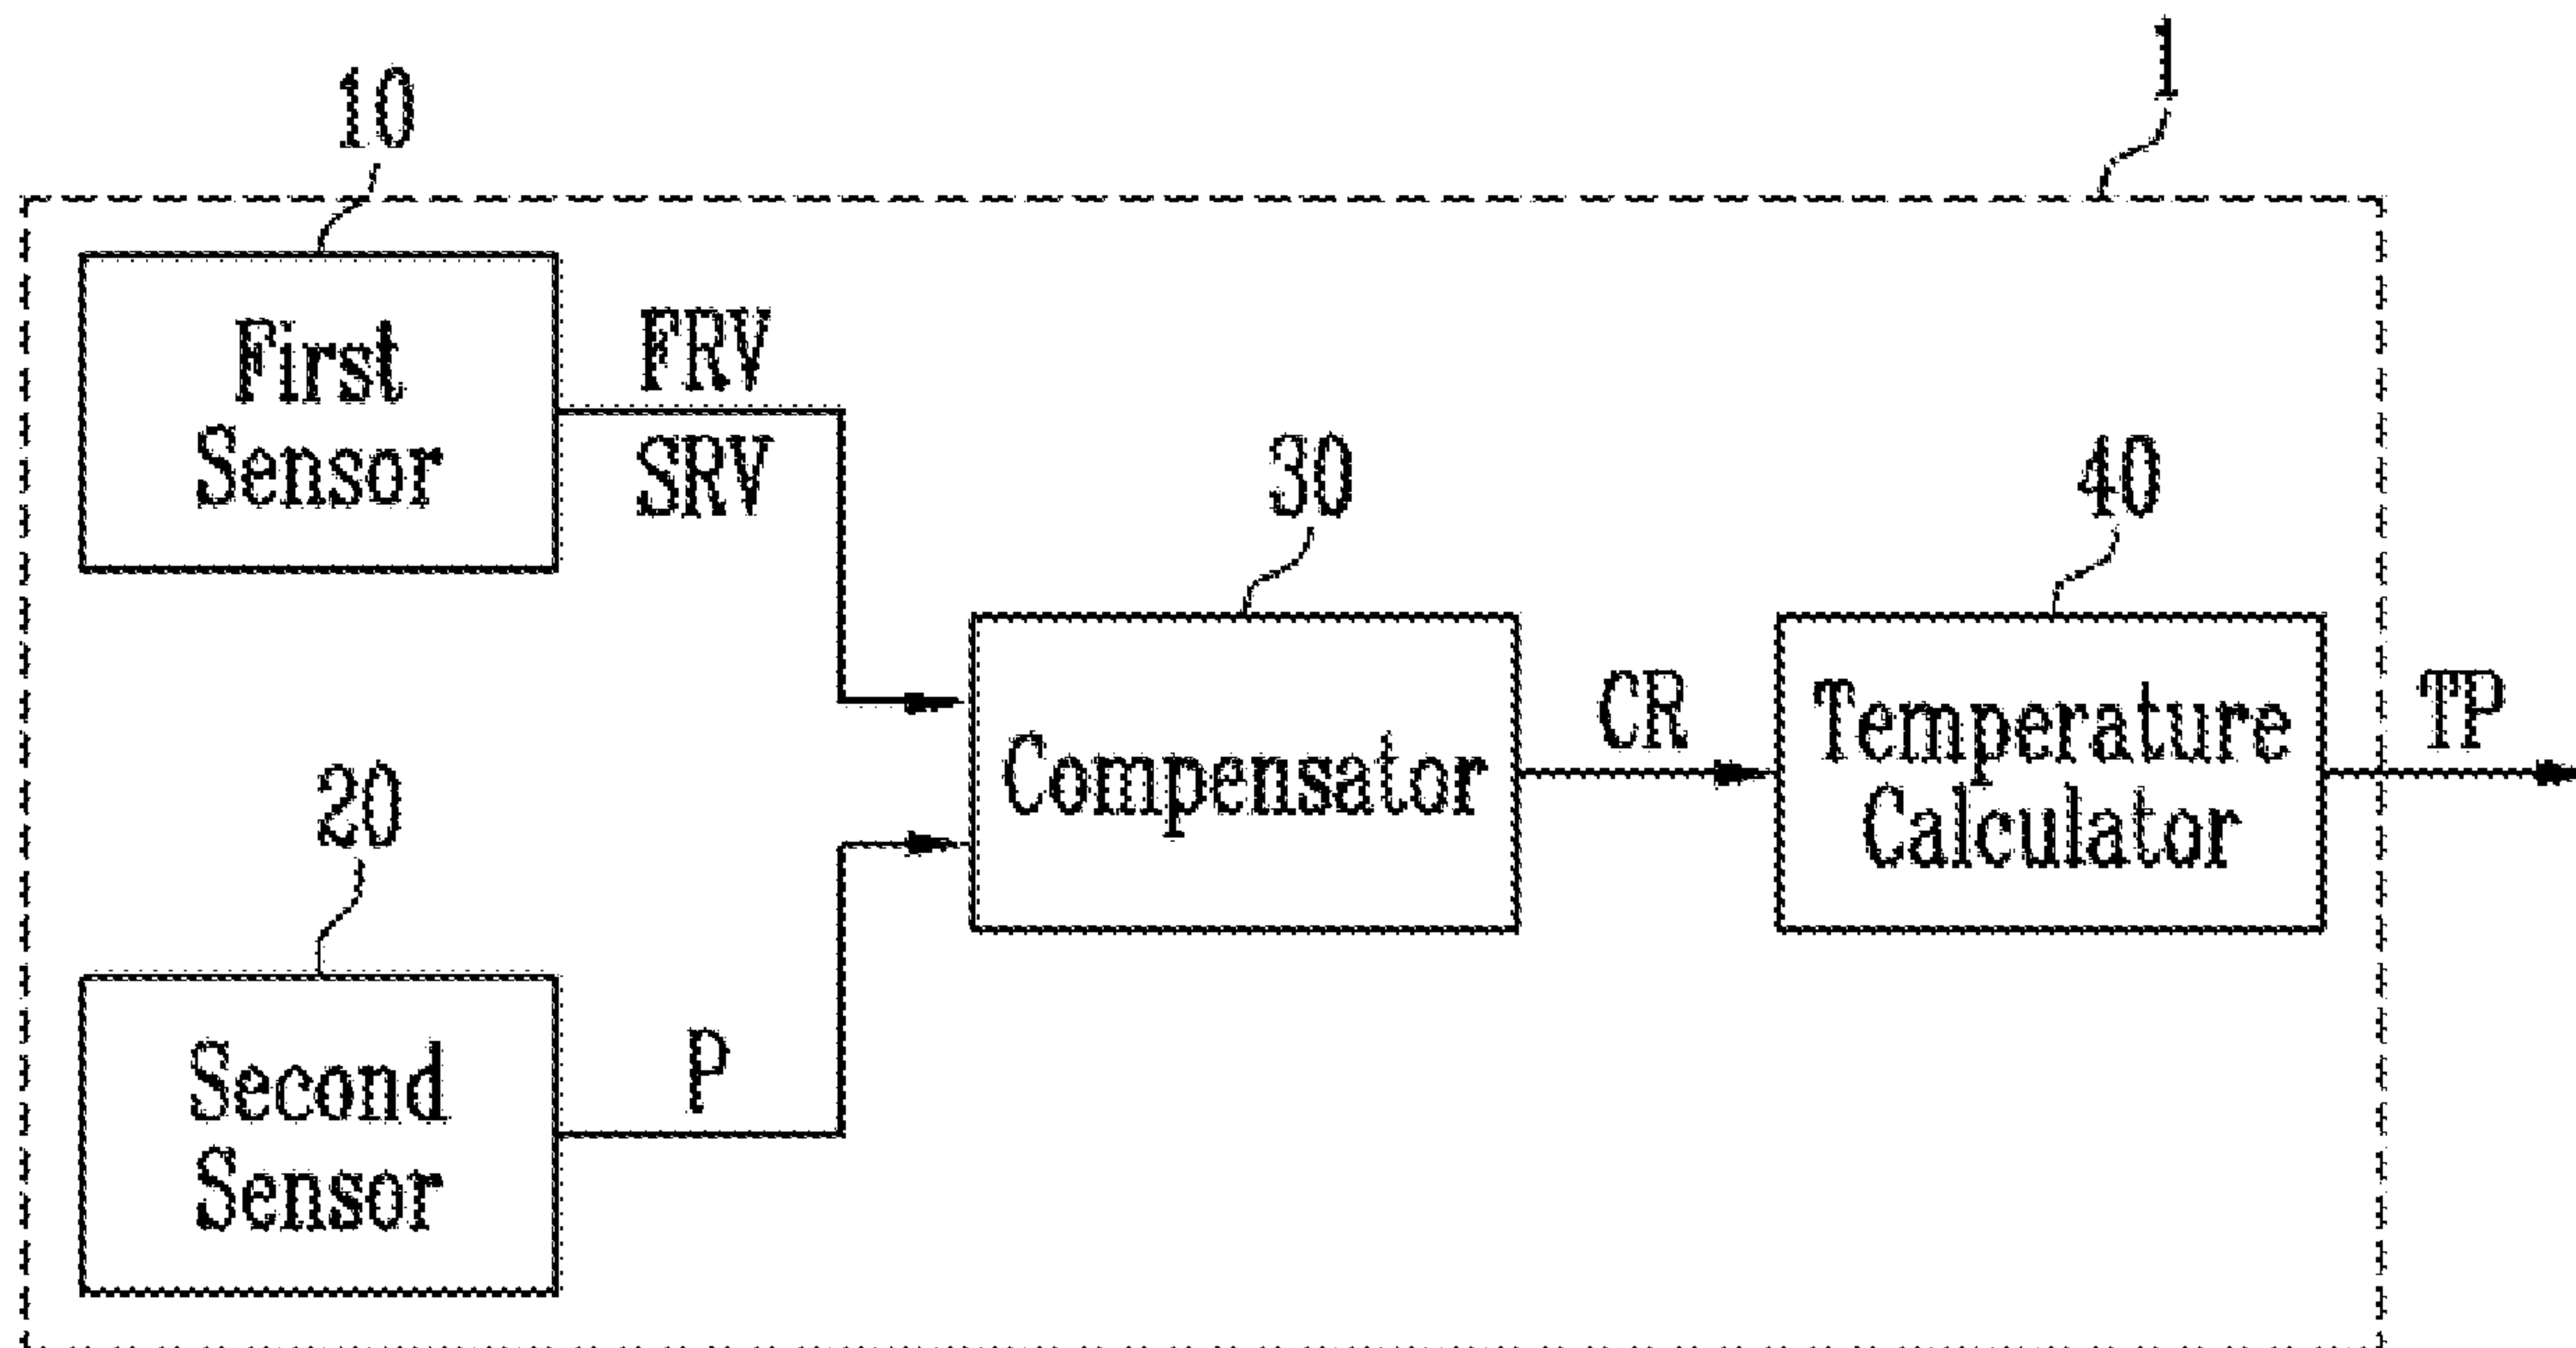 1
10
First
Sensor
FRV
SRV
30
40
Compensator
CR
Temperature
Calculator
TP
20
Second
Sensor
P